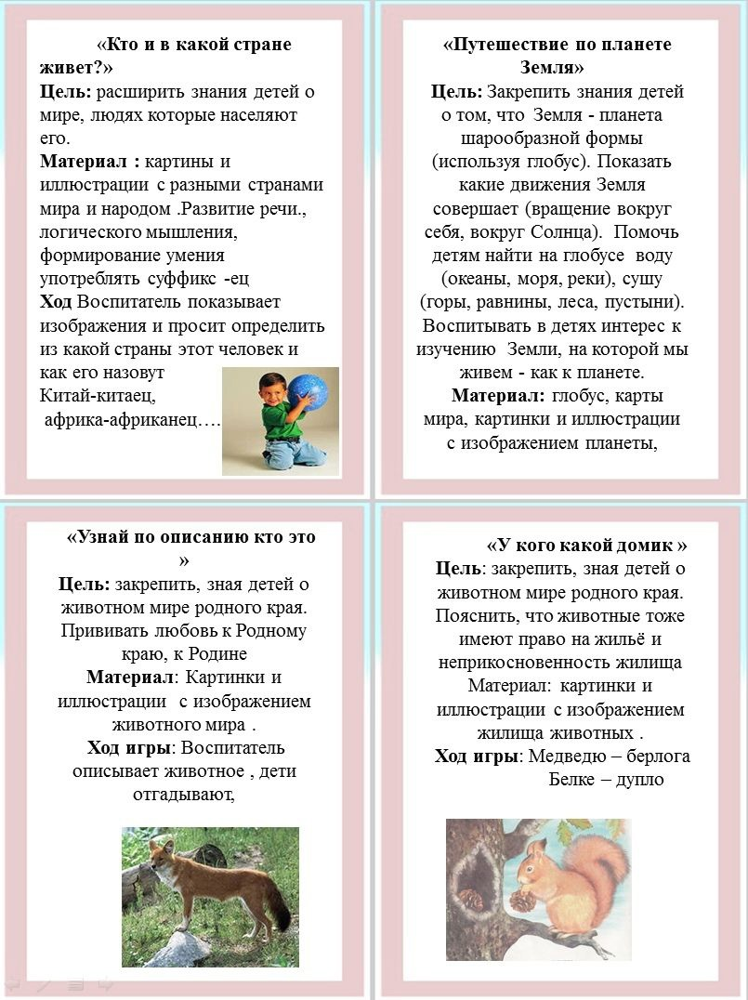 «Кто и в какой стране
живет?»
Цель: расширить знания детей о
мире, людях которые населяют
его.
Материал : картины и
иллюстрации с разными странами
мира и народом .Развитие речи.,
логического мышления,
формирование умения
употреблять суффикс -ец
Ход Воспитатель показывает
изображения и просит определить
из какой страны этот человек и
как его назовут
Китай-китаец,
африка-африканец….
«Путешествие по планете
Земля»
Цель: Закрепить знания детей
о том, что Земля - планета
шарообразной формы
(используя глобус). Показать
какие движения Земля
совершает (вращение вокруг
себя, вокруг Солнца). Помочь
детям найти на глобусе воду
(океаны, моря, реки), сушу
(горы, равнины, леса, пустыни).
Воспитывать в детях интерес к
изучению Земли, на которой мы
живем - как к планете.
Материал: глобус, карты
мира, картинки и иллюстрации
с изображением планеты,
«Узнай по описанию кто это
»
Цель: закрепить, зная детей о
животном мире родного края.
Прививать любовь к Родному
краю, к Родине
Материал: Картинки и
иллюстрации с изображением
животного мира .
Ход игры: Воспитатель
описывает животное , дети
отгадывают,
«У кого какой домик »
Цель: закрепить, зная детей о
животном мире родного края.
Пояснить, что животные тоже
имеют право на жильё и
неприкосновенность жилища
Материал: картинки и
иллюстрации с изображением
жилища животных .
Ход игры: Медведю – берлога
Белке – дупло